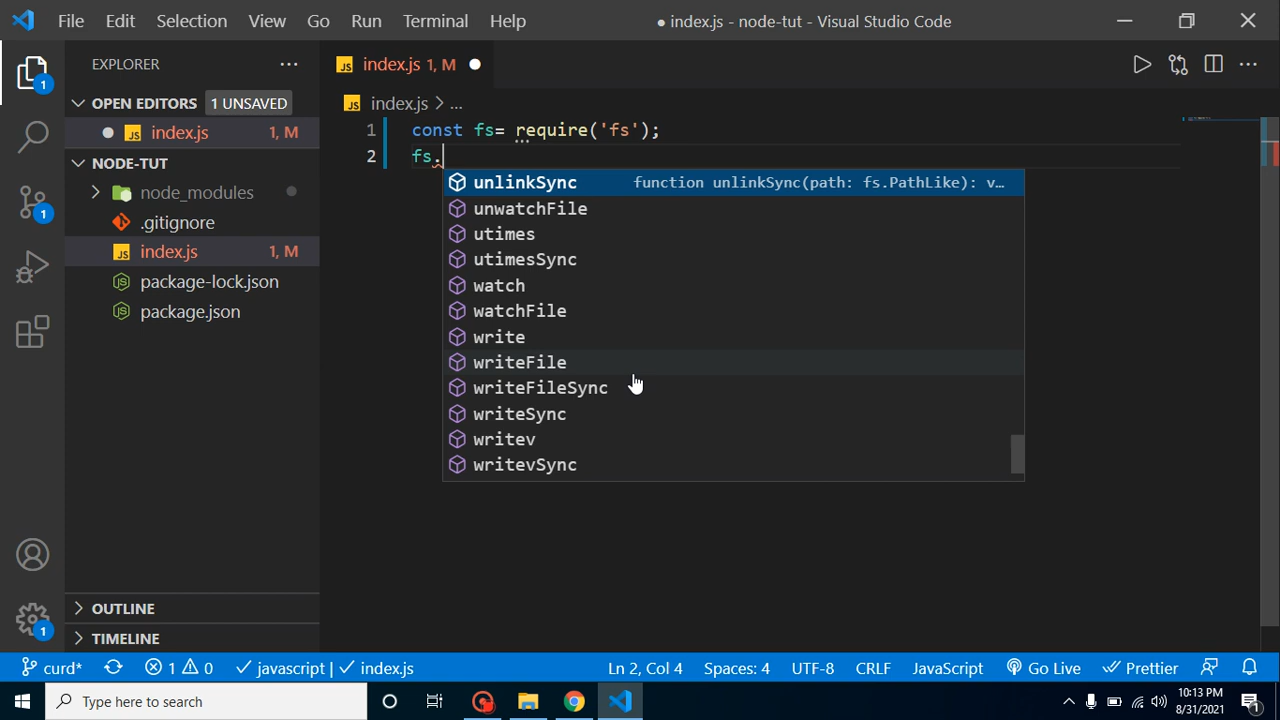 File Edit Selection View Go Run Terminal Help ● index.js - node-tut - Visual Studio Code
EXPLORER
OPEN EDITORS 1 UNSAVED
index.js 1, M
NODE-TUT
node_modules
.gitignore
index.js 1, M
package-lock.json
package.json
OUTLINE
TIMELINE
1
1
1
index.js 1, M
index.js > ...
1 const fs= require('fs');
2 fs.
unlinkSync function unlinkSync(path: fs.PathLike): v…
unwatchFile
utimes
utimesSync
watch
watchFile
write
writeFile
writeFileSync
writeSync
writev
writevSync
curd* 1 0 javascript | index.js Ln 2, Col 4 Spaces: 4 UTF-8 CRLF JavaScript Go Live Prettier
Type here to search
10:13 PM
8/31/2021
1